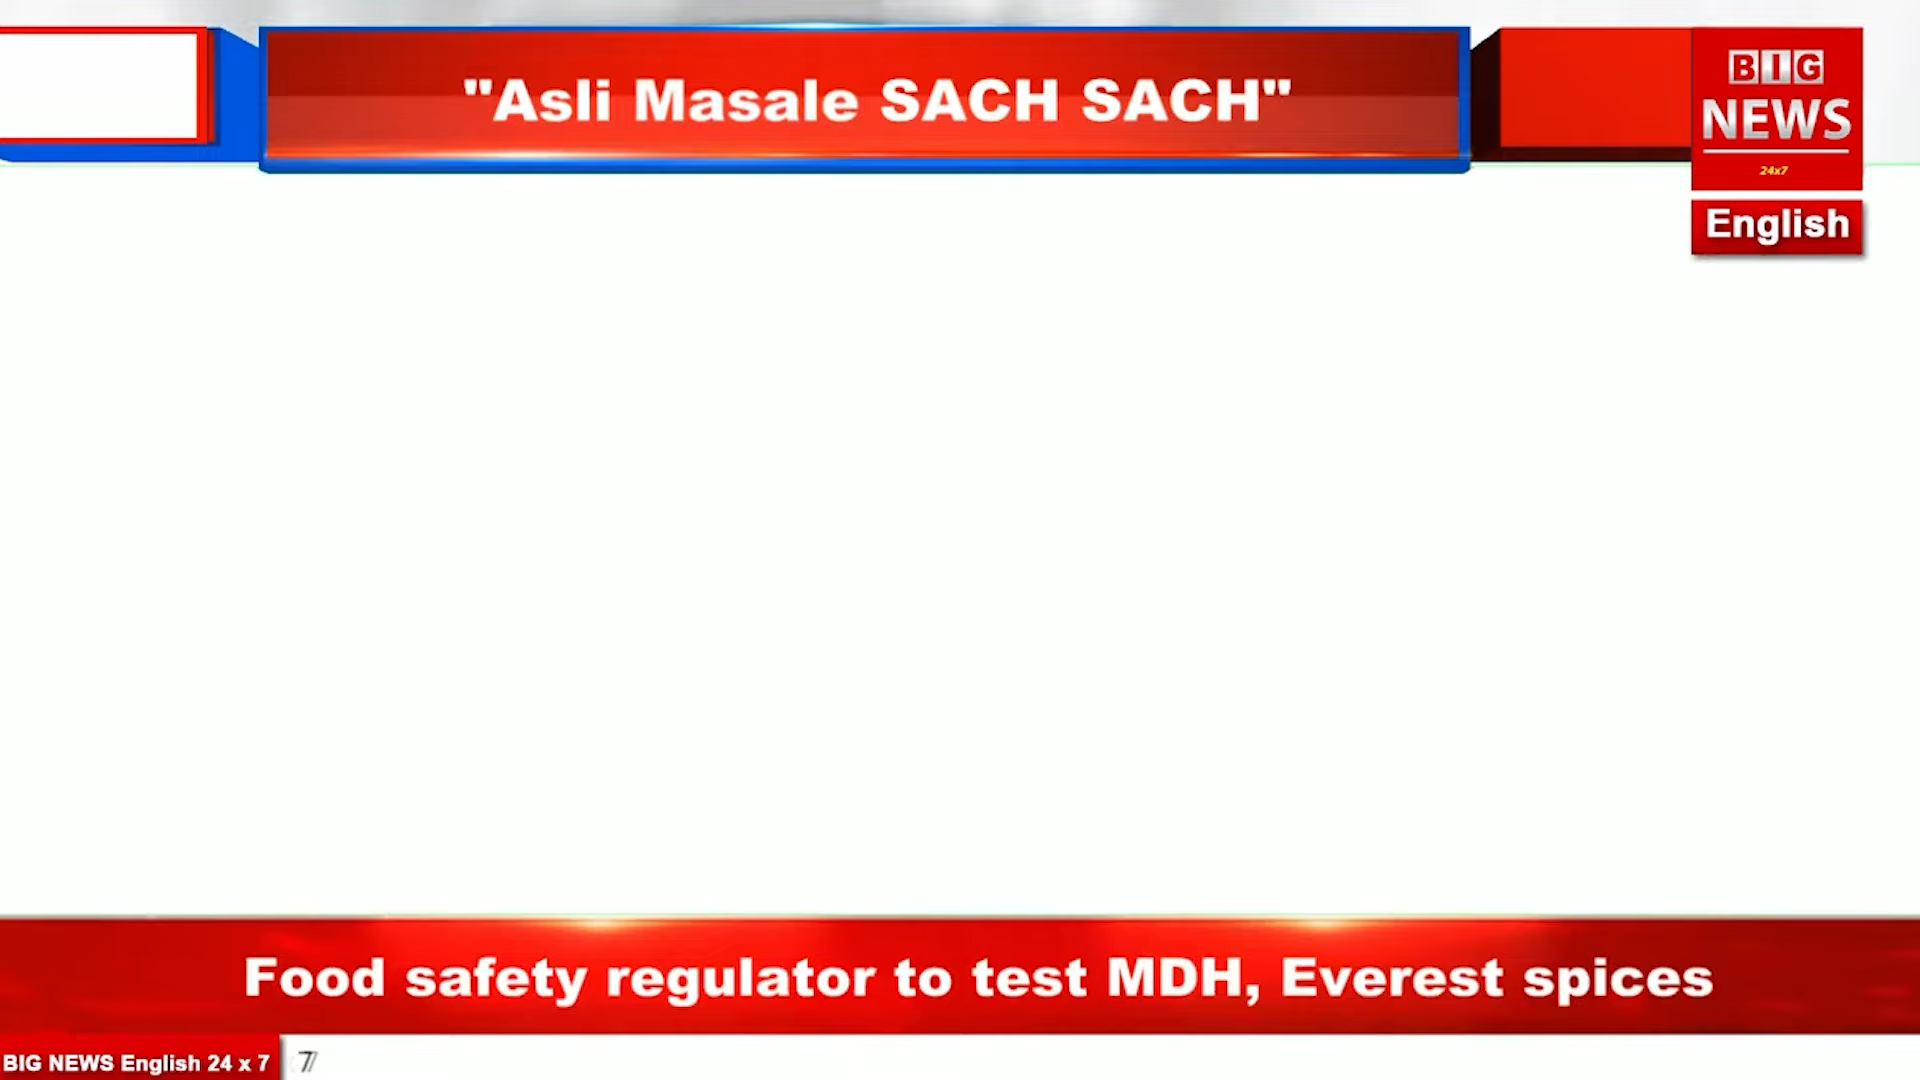 "Asli Masale SACH SACH"
BIG
NEWS
24x7
English
Food safety regulator to test MDH, Everest spices
BIG NEWS English 24 x 7
7